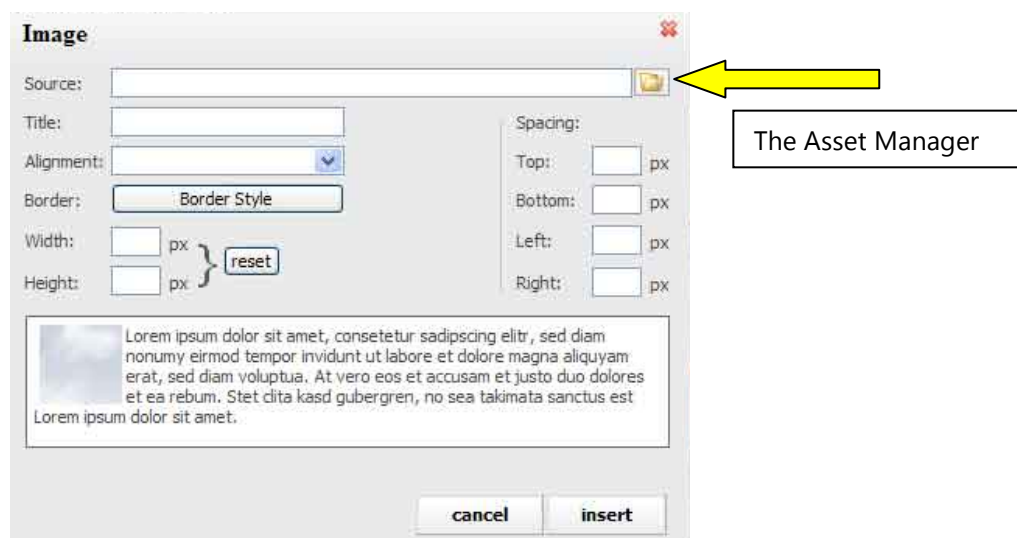 Image
Source:
The Asset Manager
Title:
Alignment:
Border: Border Style
Width: px
Height: px
reset
Spacing:
Top: px
Bottom: px
Left: px
Right: px
Lorem ipsum dolor sit amet, consetetur sadipscing elitr, sed diam
nonumy eirmod tempor invidunt ut labore et dolore magna aliquyam
erat, sed diam voluptua. At vero eos et accusam et justo duo dolores
et ea rebum. Stet clita kasd gubergren, no sea takimata sanctus est
Lorem ipsum dolor sit amet.
cancel insert